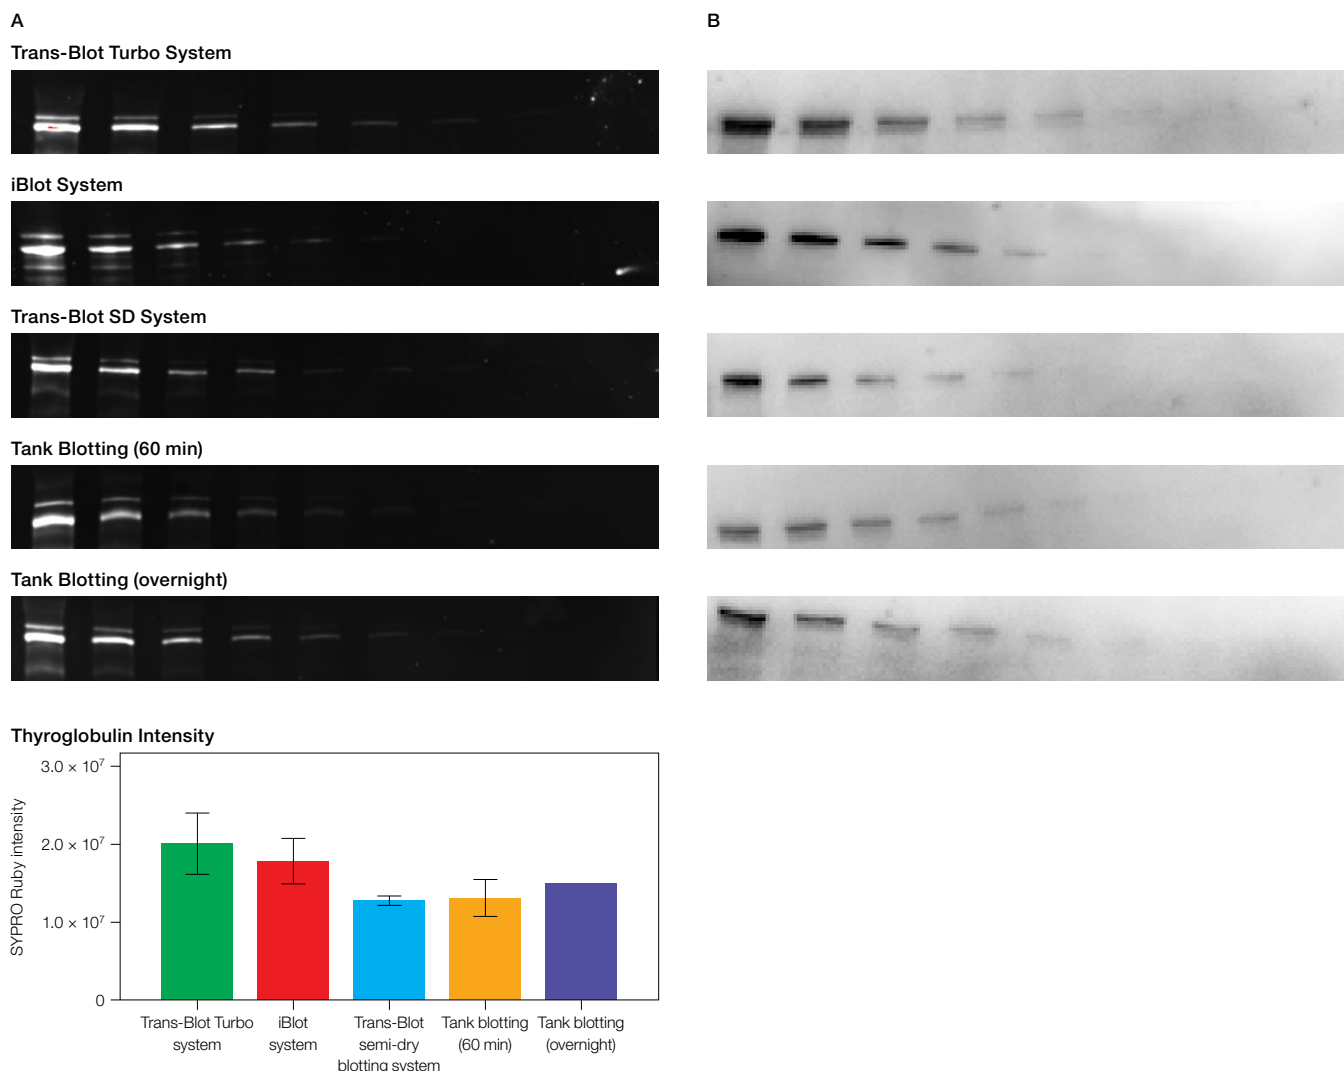 A
B
Trans-Blot Turbo System
iBlot System
Trans-Blot SD System
Tank Blotting (60 min)
Tank Blotting (overnight)
Thyroglobulin Intensity
3.0 × 10⁷
2.0 × 10⁷
1.0 × 10⁷
0
SYPRO Ruby intensity
Trans-Blot Turbo
system
iBlot
system
Trans-Blot
semi-dry
blotting system
Tank blotting
(60 min)
Tank blotting
(overnight)